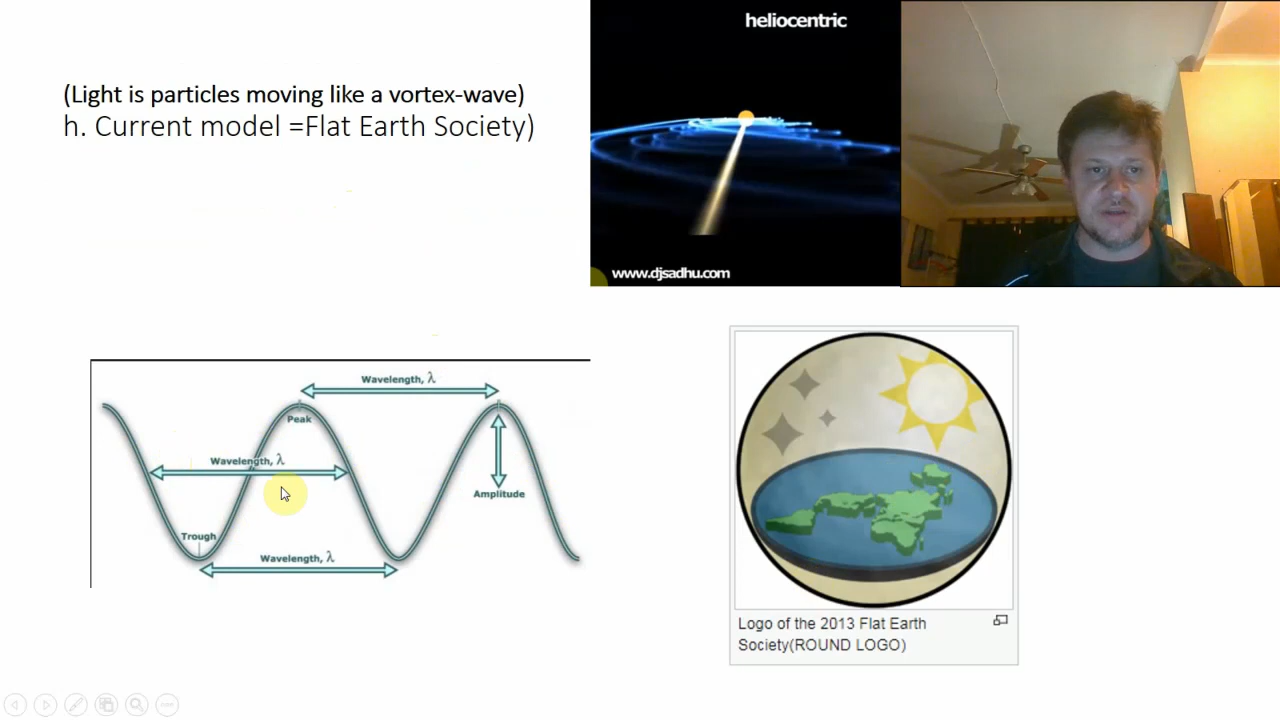 (Light is particles moving like a vortex-wave)
h. Current model =Flat Earth Society)
heliocentric
www.djsadhu.com
Wavelength, λ
Peak
Wavelength, λ
Amplitude
Trough
Wavelength, λ
Logo of the 2013 Flat Earth
Society(ROUND LOGO)